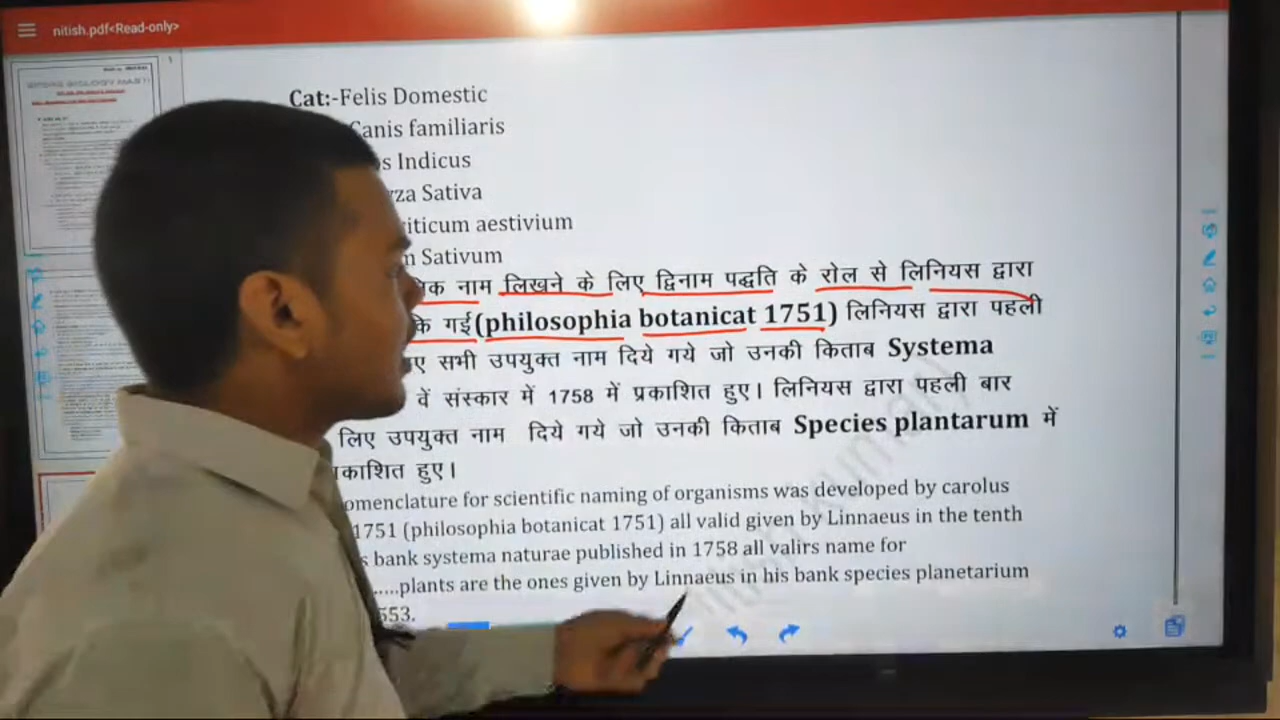 nitish.pdf<Read-only>
Cat:-Felis Domestic
Canis familiaris
s Indicus
za Sativa
iticum aestivium
m Sativum
क नाम लिखने के लिए द्विनाम पद्धति के रोल से लिनियस द्वारा
के गई(philosophia botanicat 1751) लिनियस द्वारा पहली
ए सभी उपयुक्त नाम दिये गये जो उनकी किताब Systema
वें संस्कार में 1758 में प्रकाशित हुए। लिनियस द्वारा पहली बार
लिए उपयुक्त नाम दिये गये जो उनकी किताब Species plantarum में
काशित हुए।
omenclature for scientific naming of organisms was developed by carolus
1751 (philosophia botanicat 1751) all valid given by Linnaeus in the tenth
s bank systema naturae published in 1758 all valirs name for
.....plants are the ones given by Linnaeus in his bank species planetarium
553.